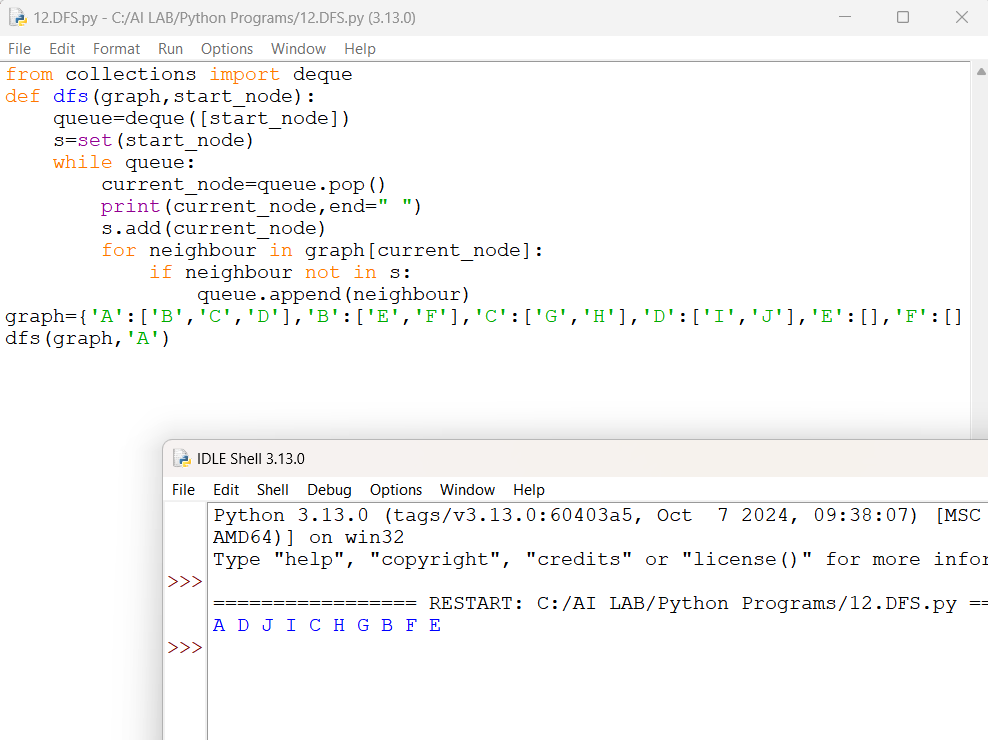 12.DFS.py - C:/AI LAB/Python Programs/12.DFS.py (3.13.0)
File Edit Format Run Options Window Help
from collections import deque
def dfs(graph,start_node):
    queue=deque([start_node])
    s=set(start_node)
    while queue:
        current_node=queue.pop()
        print(current_node,end=" ")
        s.add(current_node)
        for neighbour in graph[current_node]:
            if neighbour not in s:
                queue.append(neighbour)
graph={'A':['B','C','D'],'B':['E','F'],'C':['G','H'],'D':['I','J'],'E':[],'F':[]
dfs(graph,'A')
IDLE Shell 3.13.0
File Edit Shell Debug Options Window Help
Python 3.13.0 (tags/v3.13.0:60403a5, Oct  7 2024, 09:38:07) [MSC
AMD64)] on win32
Type "help", "copyright", "credits" or "license()" for more infor
>>>
================= RESTART: C:/AI LAB/Python Programs/12.DFS.py ==
A D J I C H G B F E
>>>